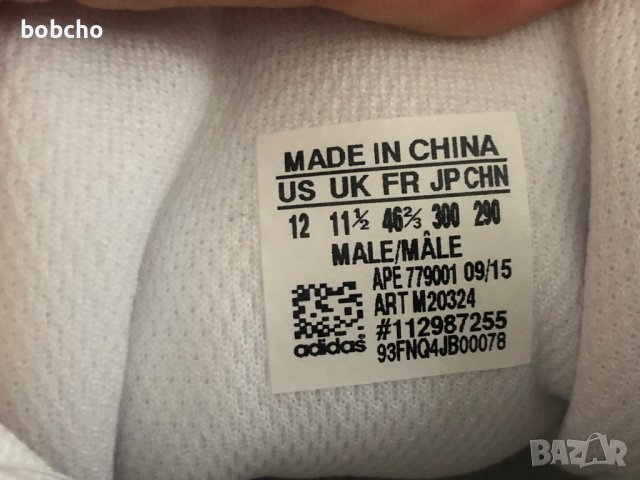 bobcho
MADE IN CHINA
US UK FR JP CHN
12 11½ 46⅔ 300 290
MALE/MÂLE
APE 779001 09/15
ART M20324
#112987255
adidas 93FNQ4JB00078
BAZAR